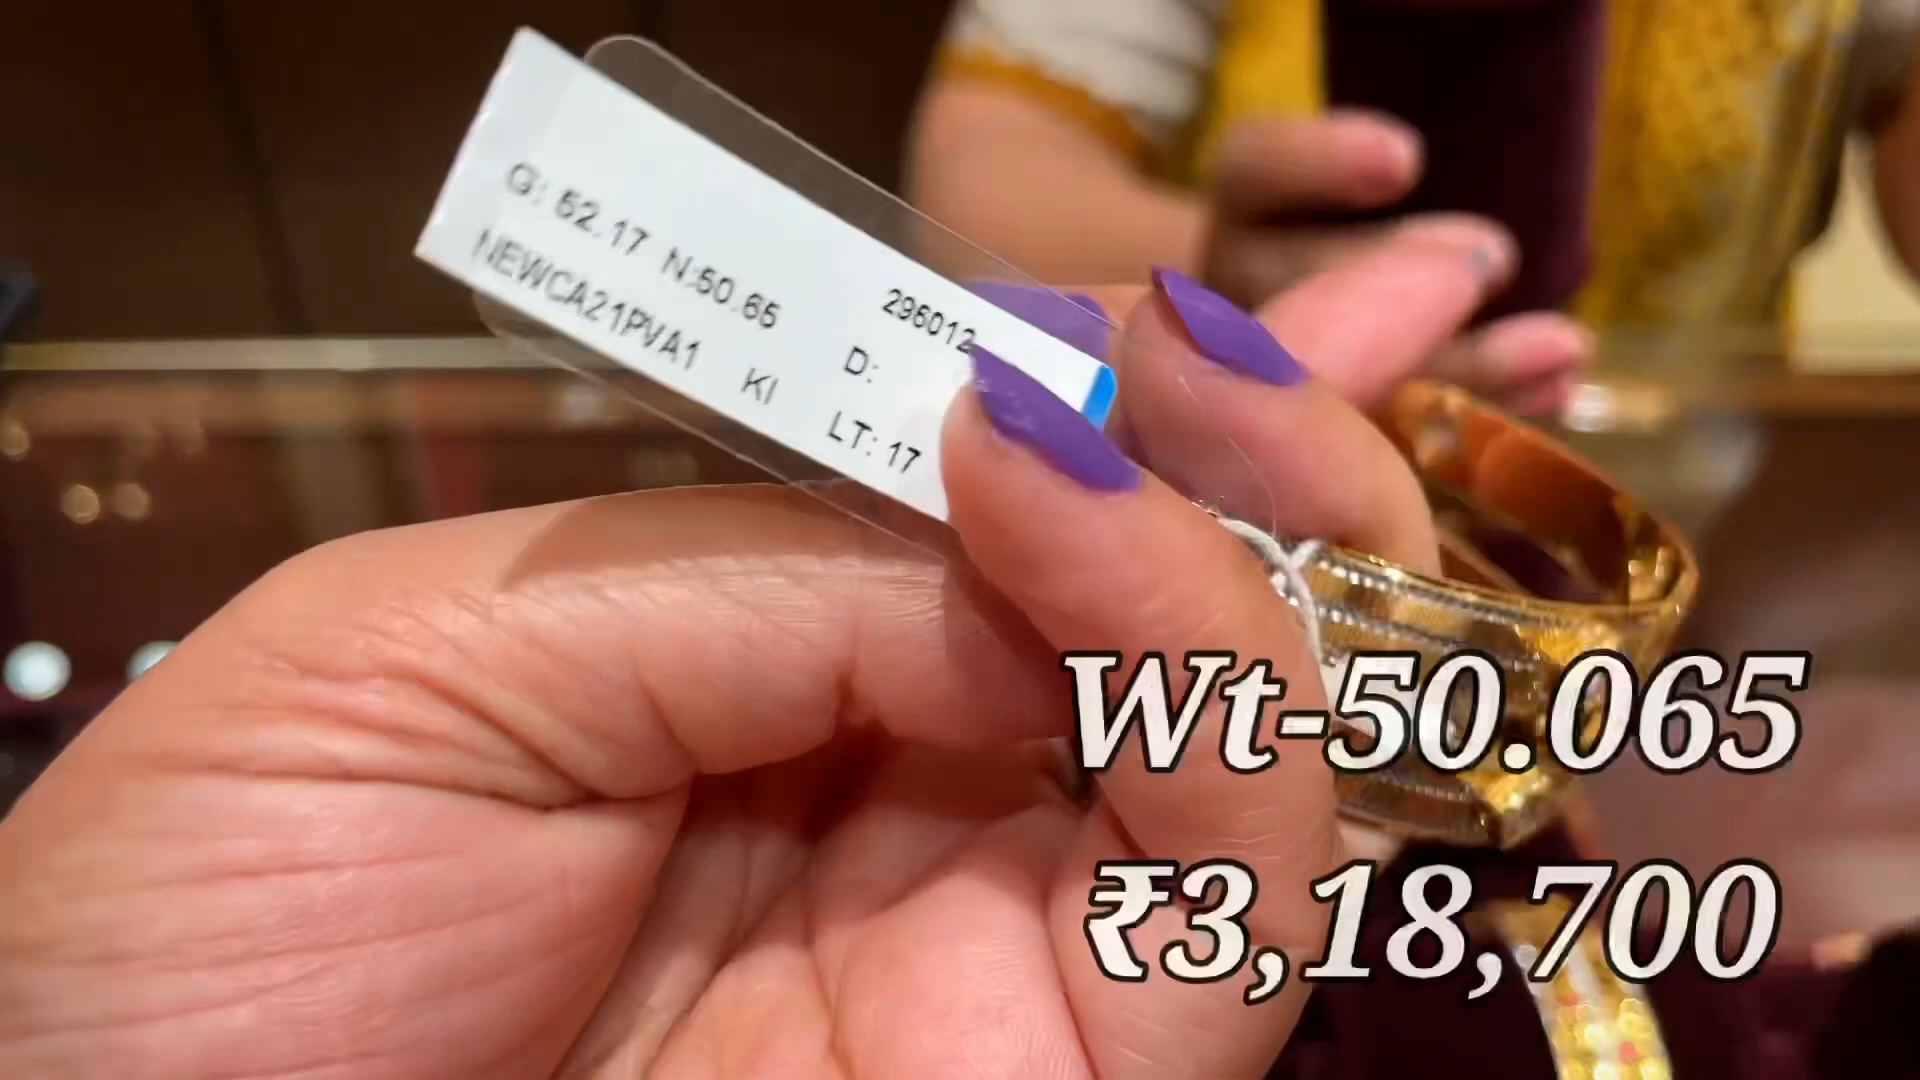 G: 52.17 N:50.65
NEWCA21PVA1 KI
296012
D:
LT: 17
Wt-50.065
₹3,18,700